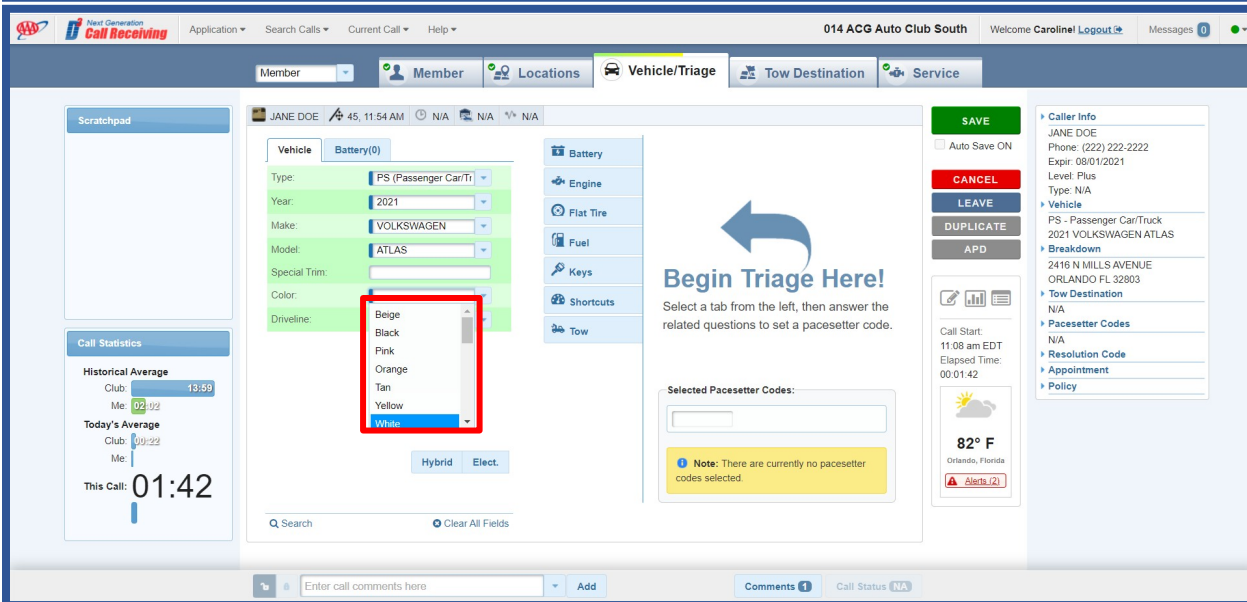 AAA
Next Generation
Call Receiving
Application
Search Calls
Current Call
Help
014 ACG Auto Club South
Welcome Caroline! Logout
Messages 0
Member
Member
Locations
Vehicle/Triage
Tow Destination
Service
Scratchpad
JANE DOE 45, 11:54 AM N/A N/A N/A
Vehicle
Battery(0)
Type: PS (Passenger Car/Tr
Year: 2021
Make: VOLKSWAGEN
Model: ATLAS
Special Trim:
Color:
Driveline:
Beige
Black
Pink
Orange
Tan
Yellow
White
Hybrid Elect.
Search
Clear All Fields
Battery
Engine
Flat Tire
Fuel
Keys
Shortcuts
Tow
Begin Triage Here!
Select a tab from the left, then answer the
related questions to set a pacesetter code.
Selected Pacesetter Codes:
Note: There are currently no pacesetter
codes selected.
SAVE
Auto Save ON
CANCEL
LEAVE
DUPLICATE
APD
Call Start:
11:08 am EDT
Elapsed Time:
00:01:42
82° F
Orlando, Florida
Alerts (2)
Caller Info
JANE DOE
Phone: (222) 222-2222
Expir: 08/01/2021
Level: Plus
Type: N/A
Vehicle
PS - Passenger Car/Truck
2021 VOLKSWAGEN ATLAS
Breakdown
2416 N MILLS AVENUE
ORLANDO FL 32803
Tow Destination
N/A
Pacesetter Codes
N/A
Resolution Code
Appointment
Policy
Call Statistics
Historical Average
Club: 13:59
Me: 02:02
Today's Average
Club: 00:22
Me:
This Call: 01:42
Enter call comments here
Add
Comments 1
Call Status NA